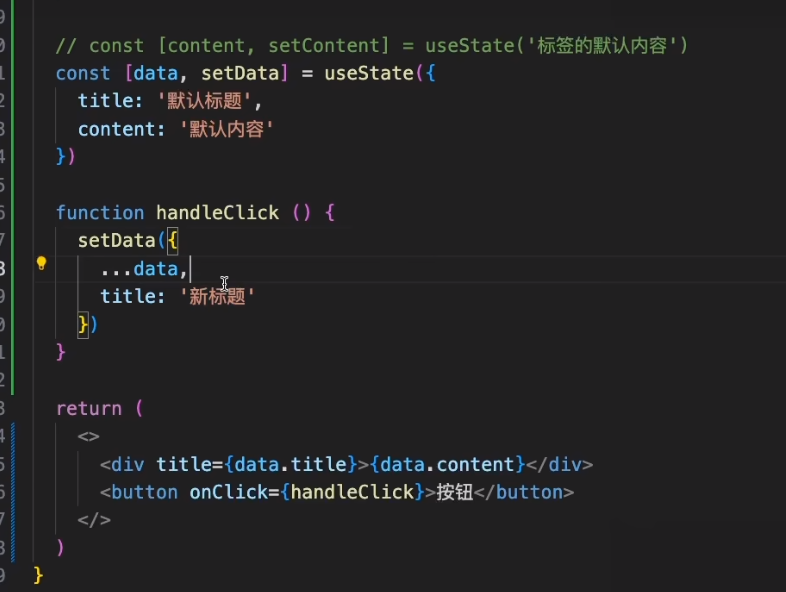 // const [content, setContent] = useState('标签的默认内容')
const [data, setData] = useState({
title: '默认标题',
content: '默认内容'
})
function handleClick () {
setData({
...data,
title: '新标题'
})
}
return (
<>
<div title={data.title}>{data.content}</div>
<button onClick={handleClick}>按钮</button>
</>
)
}